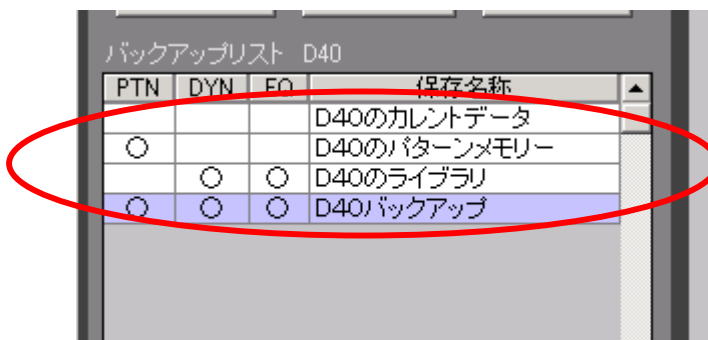 バックアップリスト D40
PTN DYN EQ 保存名称
D40のカレントデータ
○ D40のパターンメモリー
○ ○ D40のライブラリ
○ ○ ○ D40バックアップ